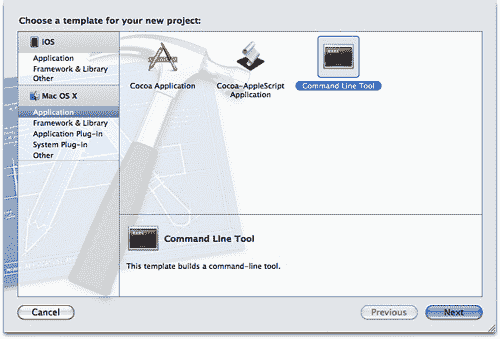 Choose a template for your new project:
iOS
Application
Framework & Library
Other
Mac OS X
Application
Framework & Library
Application Plug-in
System Plug-in
Other
Cocoa Application
Cocoa-AppleScript
Application
Command Line Tool
Command Line Tool
This template builds a command-line tool.
Cancel
Previous
Next